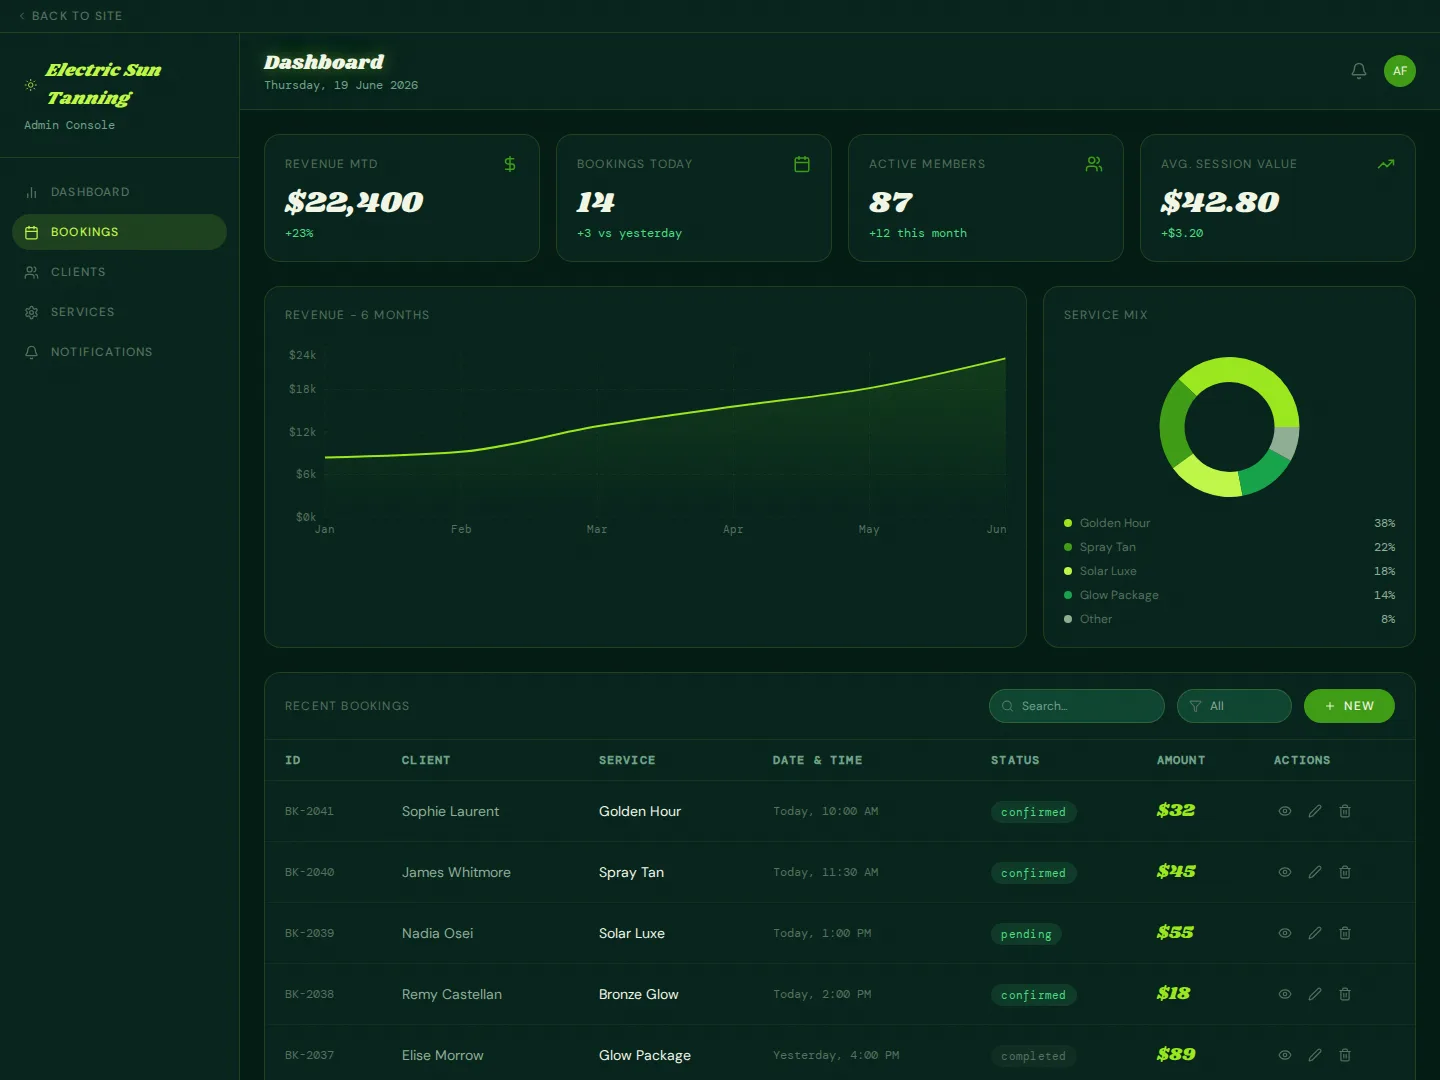 BACK TO SITE
Electric Sun
Tanning
Admin Console
DASHBOARD
BOOKINGS
CLIENTS
SERVICES
NOTIFICATIONS
Dashboard
Thursday, 19 June 2026
AF
REVENUE MTD
$22,400
+23%
BOOKINGS TODAY
14
+3 vs yesterday
ACTIVE MEMBERS
87
+12 this month
AVG. SESSION VALUE
$42.80
+$3.20
REVENUE – 6 MONTHS
$24k
$18k
$12k
$6k
$0k
Jan Feb Mar Apr May Jun
SERVICE MIX
Golden Hour 38%
Spray Tan 22%
Solar Luxe 18%
Glow Package 14%
Other 8%
RECENT BOOKINGS
Search…
All
+ NEW
ID CLIENT SERVICE DATE & TIME STATUS AMOUNT ACTIONS
BK-2041 Sophie Laurent Golden Hour Today, 10:00 AM confirmed $32
BK-2040 James Whitmore Spray Tan Today, 11:30 AM confirmed $45
BK-2039 Nadia Osei Solar Luxe Today, 1:00 PM pending $55
BK-2038 Remy Castellan Bronze Glow Today, 2:00 PM confirmed $18
BK-2037 Elise Morrow Glow Package Yesterday, 4:00 PM completed $89